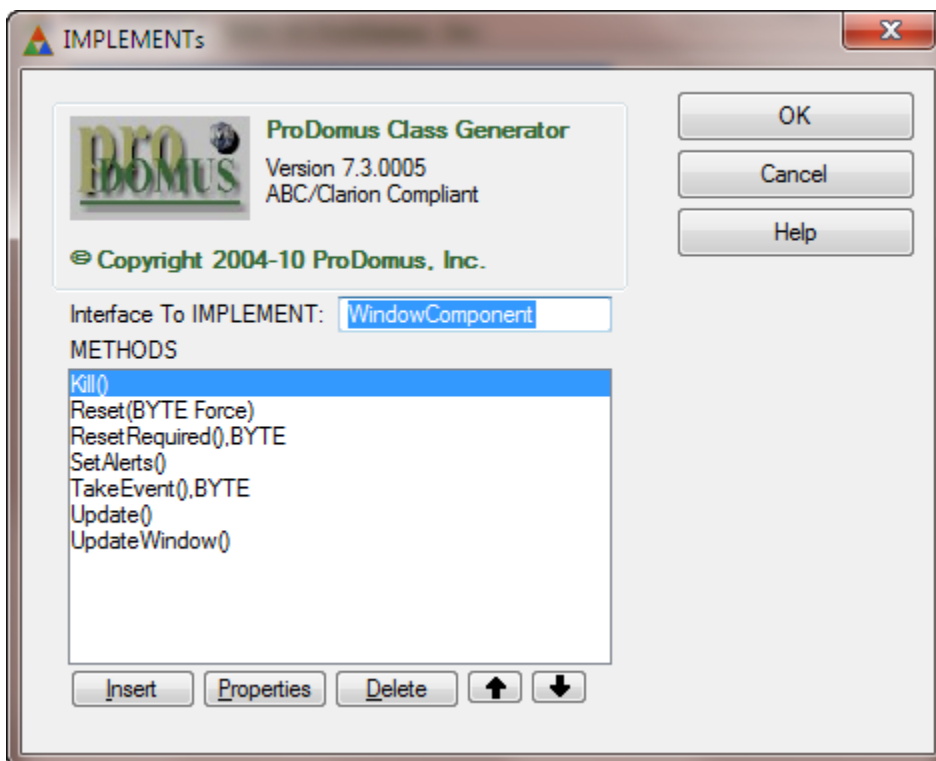 IMPLEMENTs
pro
DOMUS
ProDomus Class Generator
Version 7.3.0005
ABC/Clarion Compliant
© Copyright 2004-10 ProDomus, Inc.
OK
Cancel
Help
Interface To IMPLEMENT: WindowComponent
METHODS
Kill()
Reset(BYTE Force)
ResetRequired(),BYTE
SetAlerts()
TakeEvent(),BYTE
Update()
UpdateWindow()
Insert Properties Delete